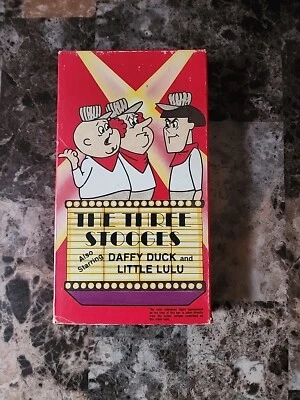 THE THREE
STOOGES
Also
Starring
DAFFY DUCK and
LITTLE LULU